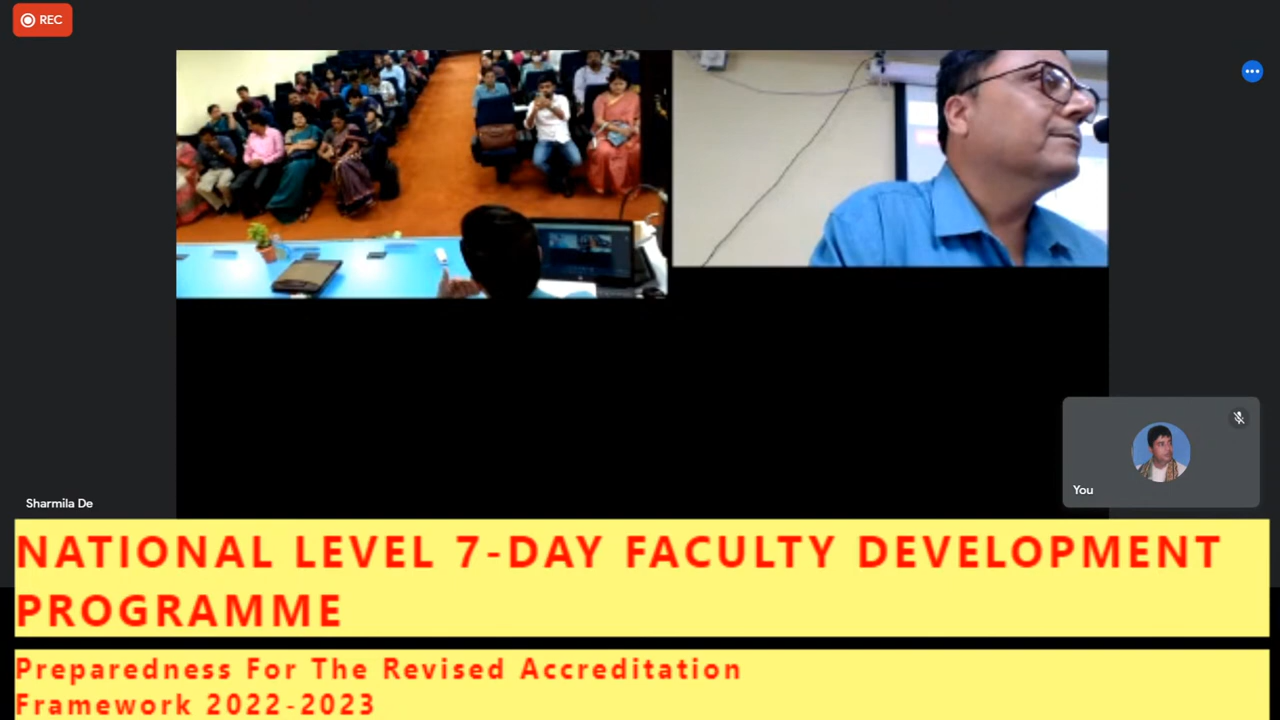 REC
Sharmila De
You
NATIONAL LEVEL 7-DAY FACULTY DEVELOPMENT
PROGRAMME
Preparedness For The Revised Accreditation
Framework 2022-2023